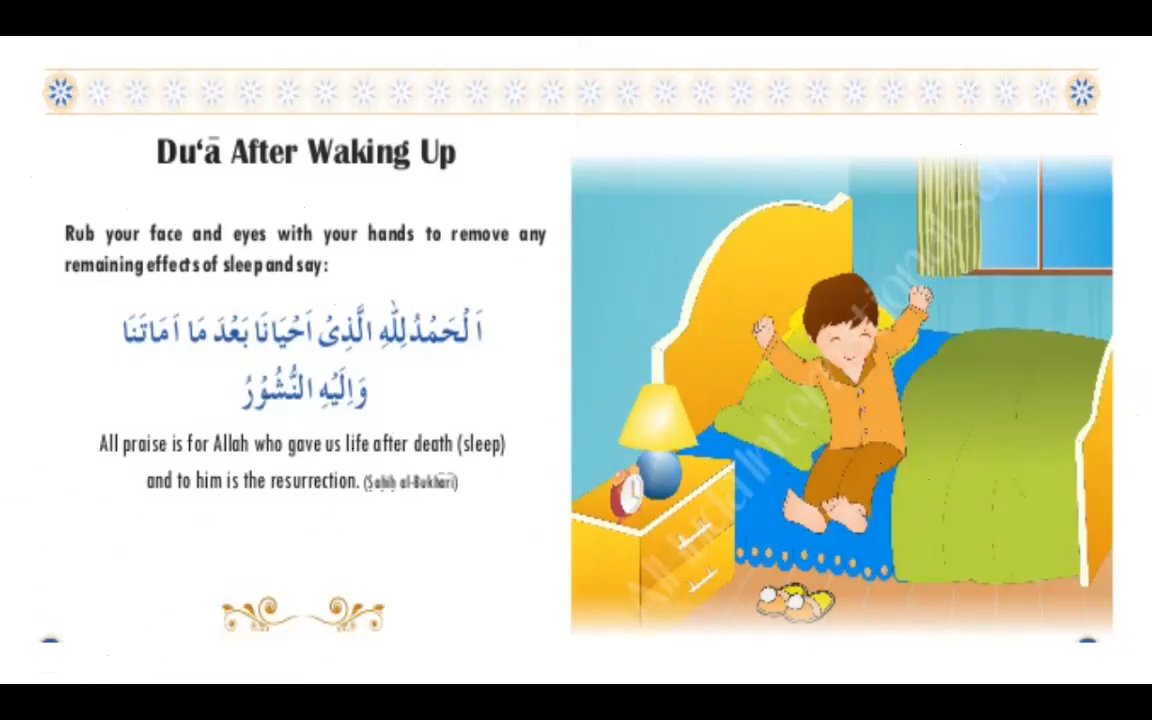 Du‘ā After Waking Up
Rub your face and eyes with your hands to remove any
remaining effects of sleep and say:
اَلْحَمْدُلِلّٰهِ الَّذِیْ اَحْیَانَا بَعْدَ مَا اَمَاتَنَا
وَاِلَیْهِ النُّشُوْرُ
All praise is for Allah who gave us life after death (sleep)
and to him is the resurrection. (Ṣaḥīḥ al-Bukhārī)